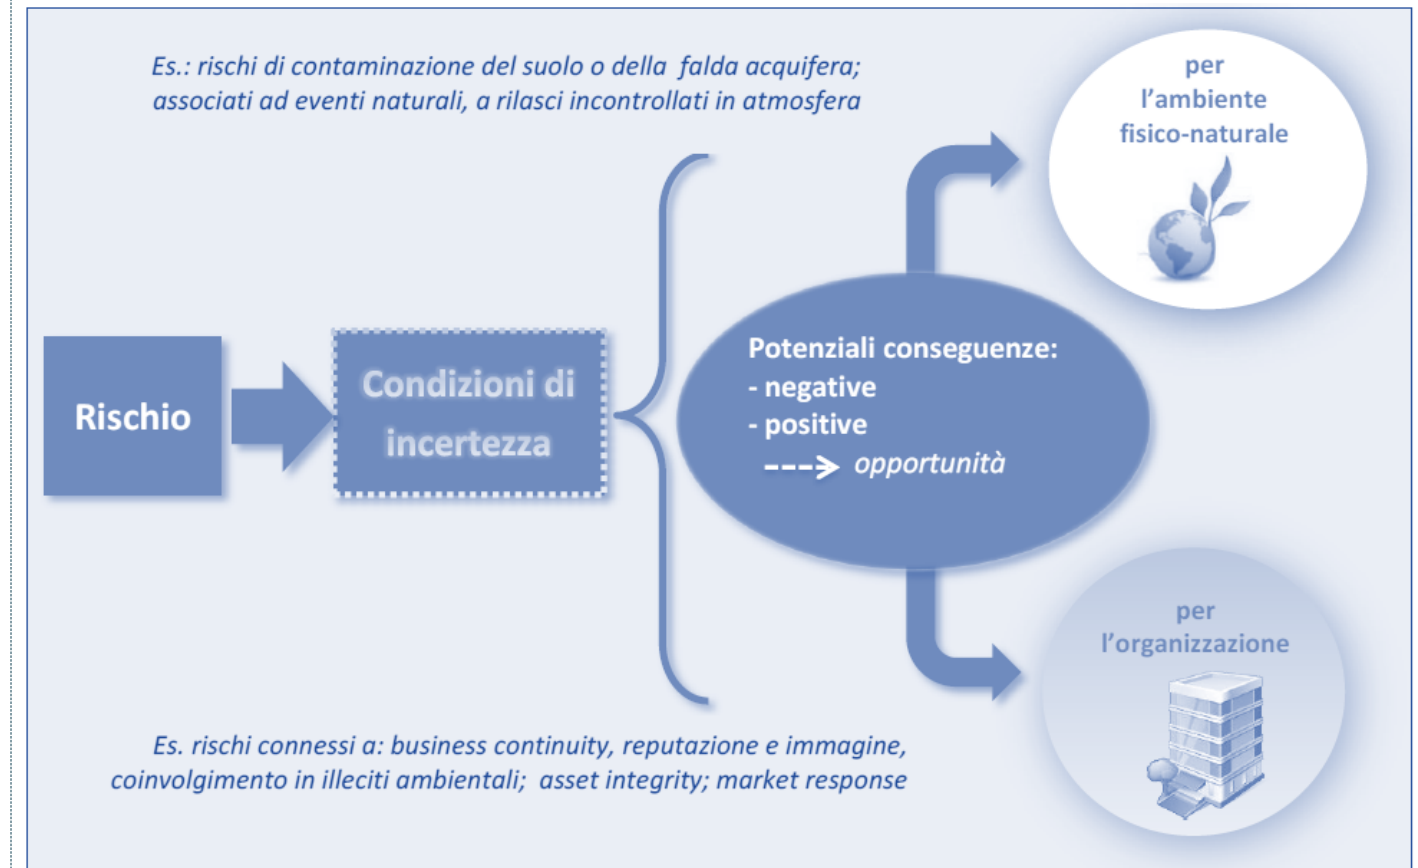 Es.: rischi di contaminazione del suolo o della falda acquifera;
associati ad eventi naturali, a rilasci incontrollati in atmosfera
per
l’ambiente
fisico-naturale
Rischio
Condizioni di
incertezza
Potenziali conseguenze:
- negative
- positive
opportunità
per
l’organizzazione
Es. rischi connessi a: business continuity, reputazione e immagine,
coinvolgimento in illeciti ambientali; asset integrity; market response